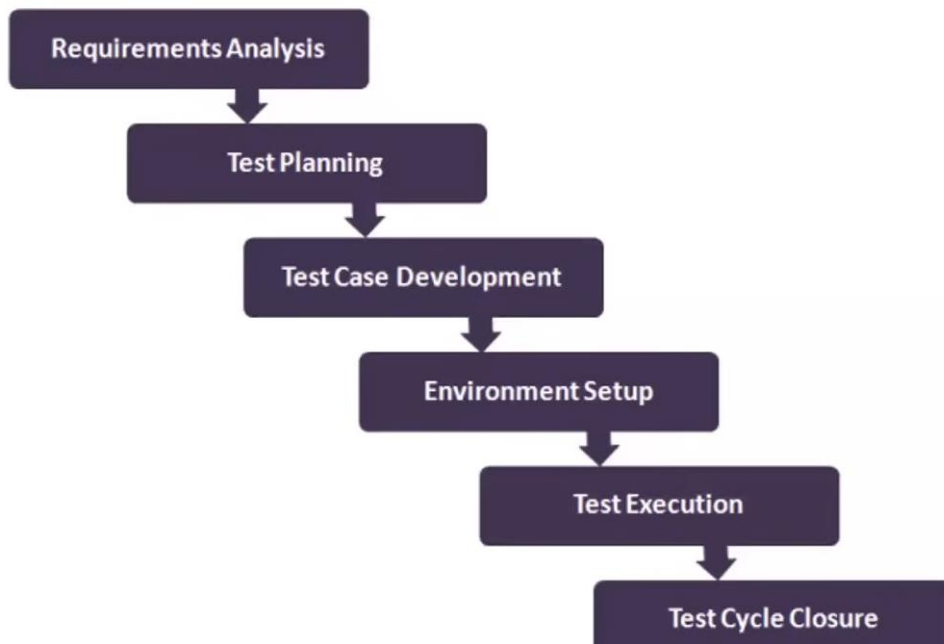 Requirements Analysis
Test Planning
Test Case Development
Environment Setup
Test Execution
Test Cycle Closure